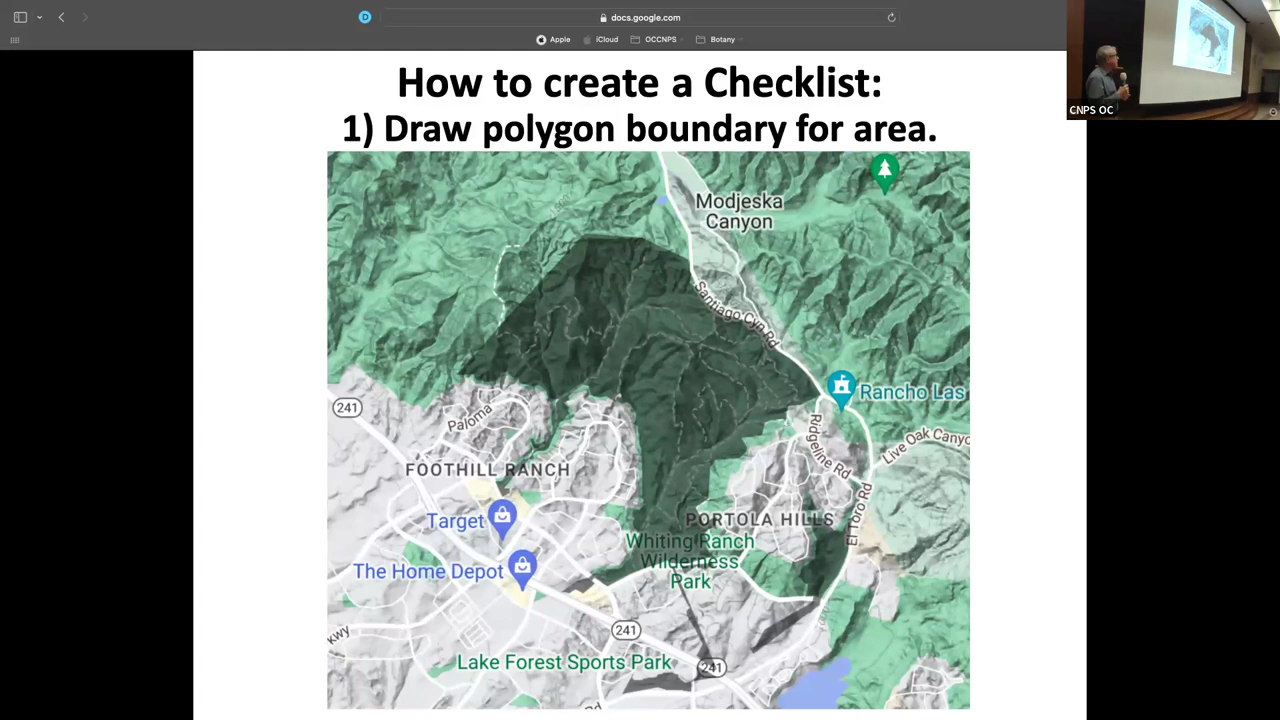 D
docs.google.com
Apple
iCloud
OCCNPS
Botany
CNPS OC
How to create a Checklist:
1) Draw polygon boundary for area.
Modjeska
Canyon
Santiago Cyn Rd
Rancho Las
241
Paloma
Ridgeline Rd
Live Oak Canyo
FOOTHILL RANCH
El Toro Rd
Target
PORTOLA HILLS
Whiting Ranch
Wilderness
Park
The Home Depot
241
kwy
Lake Forest Sports Park
241
Rd